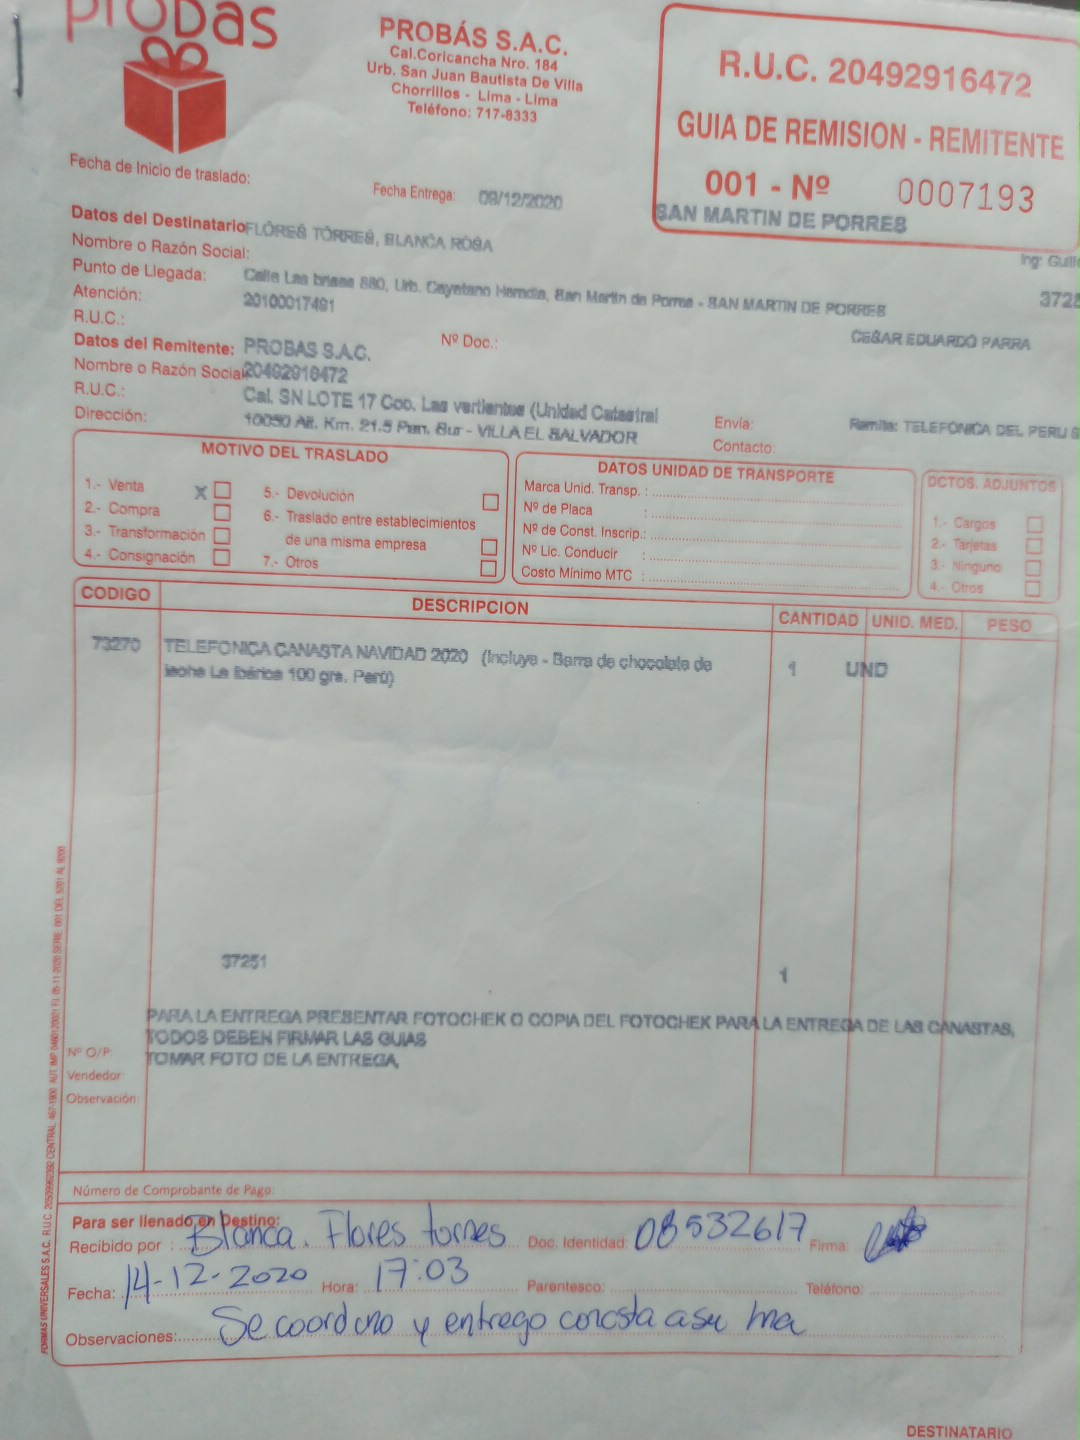 PROBAS
PROBÁS S.A.C.
Cal.Coricancha Nro. 184
Urb. San Juan Bautista De Villa
Chorrillos - Lima - Lima
Teléfono: 717-8333
R.U.C. 20492916472
GUIA DE REMISION - REMITENTE
001 - Nº 0007193
SAN MARTIN DE PORRES
Fecha de Inicio de traslado:
Fecha Entrega: 09/12/2020
Datos del Destinatario FLORES TORRES, BLANCA ROSA
Nombre o Razón Social:
Punto de Llegada: Calle Las brisas 880, Urb. Cayetano Heredia, San Martin de Porres - SAN MARTIN DE PORRES
Atención: 20100017491
R.U.C.:
Nº Doc.:
CESAR EDUARDO PARRA
Datos del Remitente: PROBAS S.A.C.
Nombre o Razón Social 20492916472
R.U.C.: Cal. SN LOTE 17 Coo. Las vertientes (Unidad Catastral
Dirección: 10050 Alt. Km. 21.5 Pan. Sur - VILLA EL SALVADOR
Envía: Remite: TELEFONICA DEL PERU
Contacto:
MOTIVO DEL TRASLADO
1.- Venta X
2.- Compra
3.- Transformación
4.- Consignación
5.- Devolución
6.- Traslado entre establecimientos
de una misma empresa
7.- Otros
DATOS UNIDAD DE TRANSPORTE
Marca Unid. Transp. :
Nº de Placa :
Nº de Const. Inscrip.:
Nº Lic. Conducir :
Costo Mínimo MTC :
DCTOS. ADJUNTOS
1.- Cargos
2.- Tarjetas
3.- Ninguno
4.- Otros
CODIGO DESCRIPCION CANTIDAD UNID. MED. PESO
73270 TELEFONICA CANASTA NAVIDAD 2020 (Incluye - Barra de chocolate de 1 UND
leche La Ibérica 100 grs. Perú)
37251 1
PARA LA ENTREGA PRESENTAR FOTOCHEK O COPIA DEL FOTOCHEK PARA LA ENTREGA DE LAS CANASTAS,
TODOS DEBEN FIRMAR LAS GUIAS
TOMAR FOTO DE LA ENTREGA,
Nº O/P:
Vendedor:
Observación:
Número de Comprobante de Pago:
Para ser llenado en Destino:
Recibido por : Blanca. Flores torres Doc. Identidad: 08532617 Firma:
Fecha: 14-12-2020 Hora: 17:03 Parentesco: Teléfono:
Observaciones: Se coordino y entrego canasta a su
DESTINATARIO